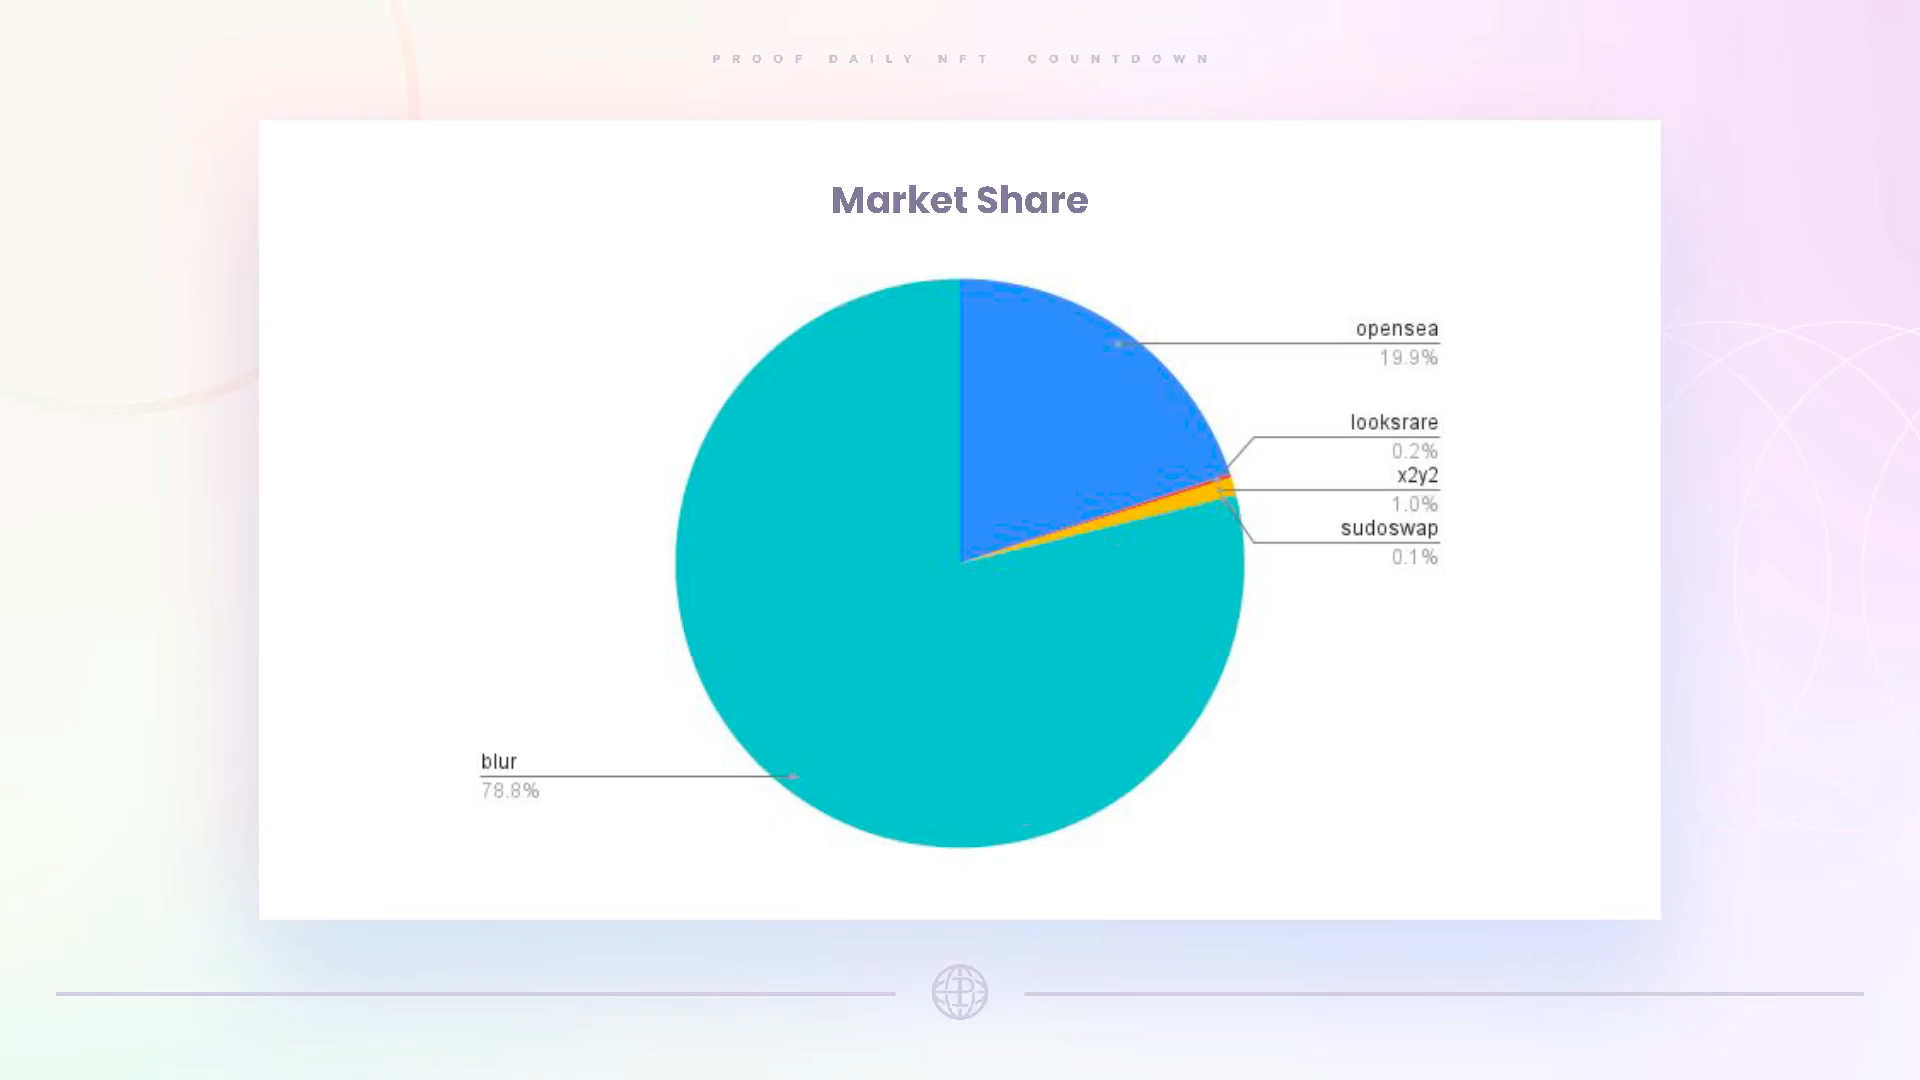 PROOF DAILY NFT COUNTDOWN
Market Share
opensea
19.9%
looksrare
0.2%
x2y2
1.0%
sudoswap
0.1%
blur
78.8%
P